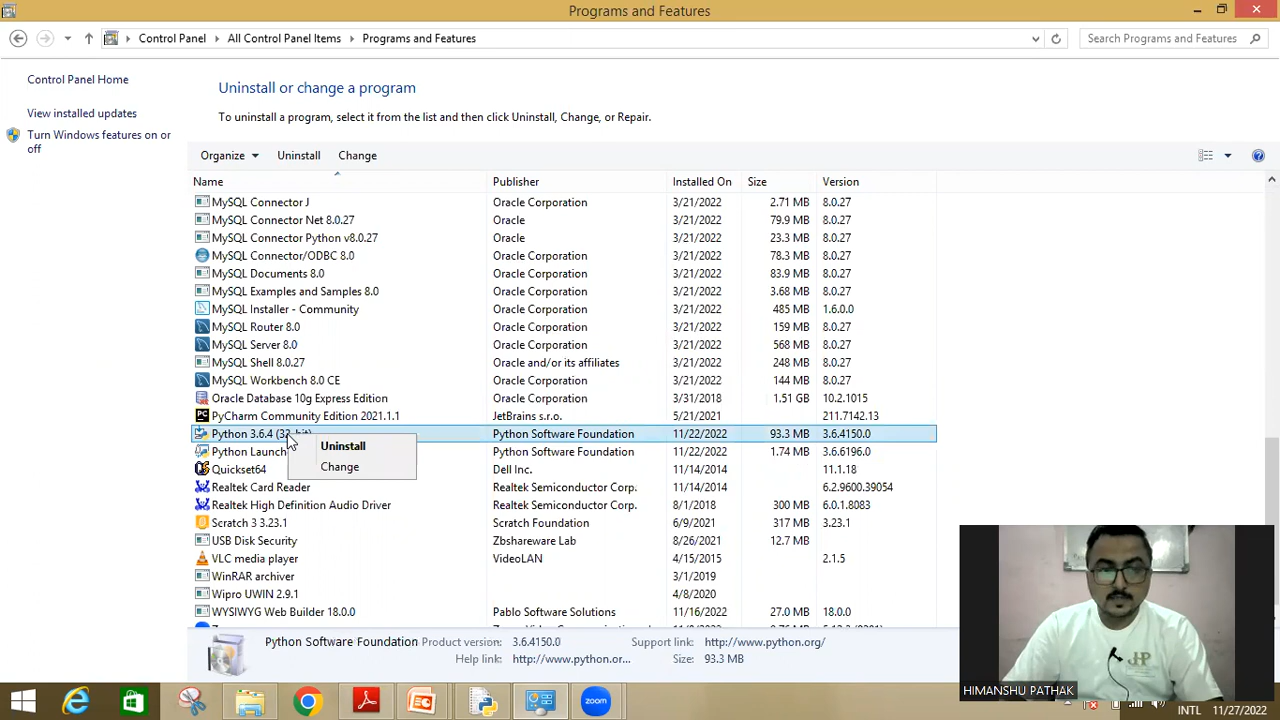 Programs and Features
Control Panel All Control Panel Items Programs and Features Search Programs and Features
Control Panel Home
View installed updates
Turn Windows features on or off
Uninstall or change a program
To uninstall a program, select it from the list and then click Uninstall, Change, or Repair.
Organize Uninstall Change
Name Publisher Installed On Size Version
MySQL Connector J Oracle Corporation 3/21/2022 2.71 MB 8.0.27
MySQL Connector Net 8.0.27 Oracle 3/21/2022 79.9 MB 8.0.27
MySQL Connector Python v8.0.27 Oracle 3/21/2022 23.3 MB 8.0.27
MySQL Connector/ODBC 8.0 Oracle Corporation 3/21/2022 78.3 MB 8.0.27
MySQL Documents 8.0 Oracle Corporation 3/21/2022 83.9 MB 8.0.27
MySQL Examples and Samples 8.0 Oracle Corporation 3/21/2022 3.68 MB 8.0.27
MySQL Installer - Community Oracle Corporation 3/21/2022 485 MB 1.6.0.0
MySQL Router 8.0 Oracle Corporation 3/21/2022 159 MB 8.0.27
MySQL Server 8.0 Oracle Corporation 3/21/2022 568 MB 8.0.27
MySQL Shell 8.0.27 Oracle and/or its affiliates 3/21/2022 248 MB 8.0.27
MySQL Workbench 8.0 CE Oracle Corporation 3/21/2022 144 MB 8.0.27
Oracle Database 10g Express Edition Oracle Corporation 3/31/2018 1.51 GB 10.2.1015
PyCharm Community Edition 2021.1.1 JetBrains s.r.o. 5/21/2021 211.7142.13
Python 3.6.4 (32-bit) Python Software Foundation 11/22/2022 93.3 MB 3.6.4150.0
Uninstall
Change
Python Launch Python Software Foundation 11/22/2022 1.74 MB 3.6.6196.0
Quickset64 Dell Inc. 11/14/2014 11.1.18
Realtek Card Reader Realtek Semiconductor Corp. 11/14/2014 6.2.9600.39054
Realtek High Definition Audio Driver Realtek Semiconductor Corp. 8/1/2018 300 MB 6.0.1.8083
Scratch 3 3.23.1 Scratch Foundation 6/9/2021 317 MB 3.23.1
USB Disk Security Zbshareware Lab 8/26/2021 12.7 MB
VLC media player VideoLAN 4/15/2015 2.1.5
WinRAR archiver 3/1/2019
Wipro UWIN 2.9.1 4/8/2020
WYSIWYG Web Builder 18.0.0 Pablo Software Solutions 11/16/2022 27.0 MB 18.0.0
Python Software Foundation Product version: 3.6.4150.0 Support link: http://www.python.org/
Help link: http://www.python.or... Size: 93.3 MB
HIMANSHU PATHAK
zoom
INTL 11/27/2022